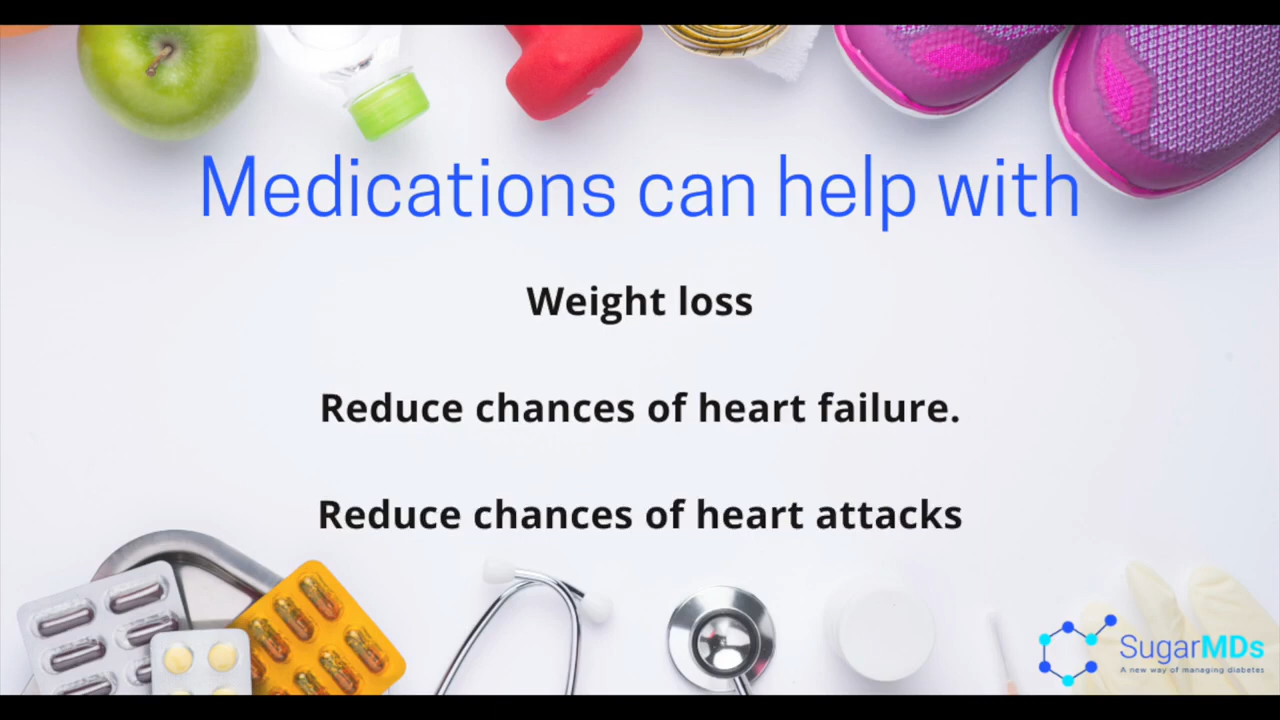 Medications can help with
Weight loss
Reduce chances of heart failure.
Reduce chances of heart attacks
SugarMDs
A new way of managing diabetes